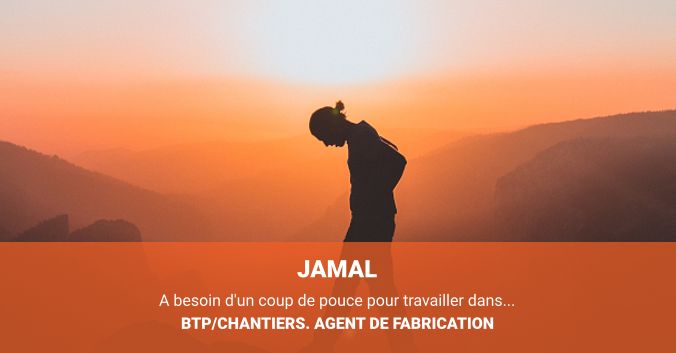 JAMAL
A besoin d'un coup de pouce pour travailler dans...
BTP/CHANTIERS. AGENT DE FABRICATION